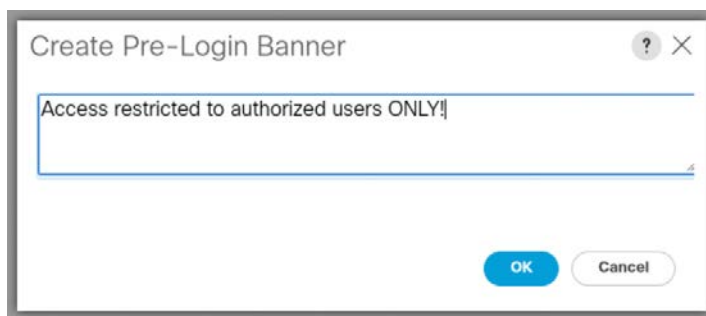 Create Pre-Login Banner
?
Access restricted to authorized users ONLY!
OK
Cancel